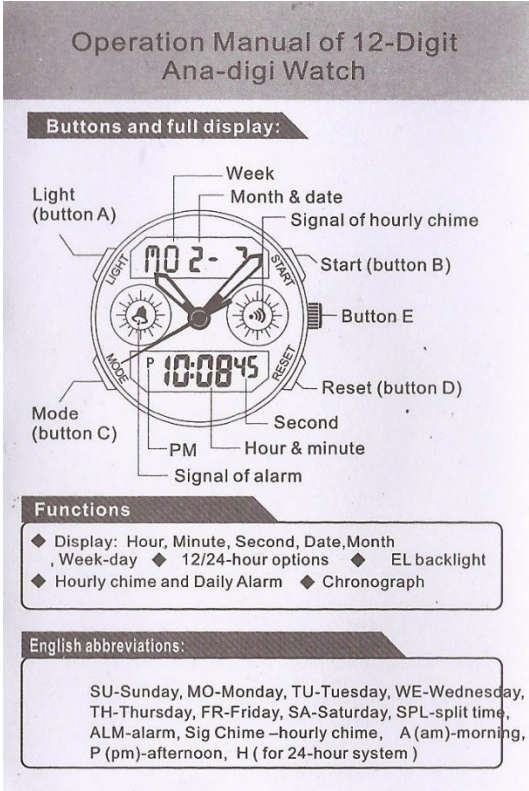 Operation Manual of 12-Digit
Ana-digi Watch
Buttons and full display:
Week
Light
(button A)
Month & date
Signal of hourly chime
LIGHT
MO 2- 7
START
Start (button B)
Button E
MODE
P 10:08 45
RESET
Reset (button D)
Mode
(button C)
Second
PM
Hour & minute
Signal of alarm
Functions
◆ Display: Hour, Minute, Second, Date,Month
, Week-day ◆ 12/24-hour options ◆ EL backlight
◆ Hourly chime and Daily Alarm ◆ Chronograph
English abbreviations:
SU-Sunday, MO-Monday, TU-Tuesday, WE-Wednesday,
TH-Thursday, FR-Friday, SA-Saturday, SPL-split time,
ALM-alarm, Sig Chime –hourly chime, A (am)-morning,
P (pm)-afternoon, H ( for 24-hour system )